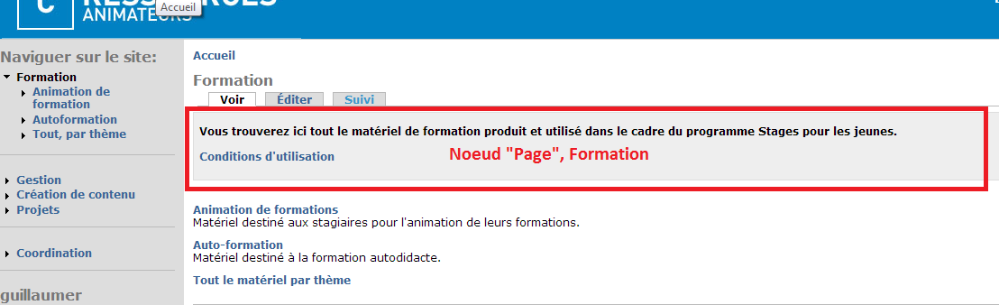 C
ANIMATEURS
Accueil
Naviguer sur le site:
Formation
Animation de
formation
Autoformation
Tout, par thème
Gestion
Création de contenu
Projets
Coordination
guillaumer
Accueil
Formation
Voir
Éditer
Suivi
Vous trouverez ici tout le matériel de formation produit et utilisé dans le cadre du programme Stages pour les jeunes.
Conditions d'utilisation
Noeud "Page", Formation
Animation de formations
Matériel destiné aux stagiaires pour l'animation de leurs formations.
Auto-formation
Matériel destiné à la formation autodidacte.
Tout le matériel par thème